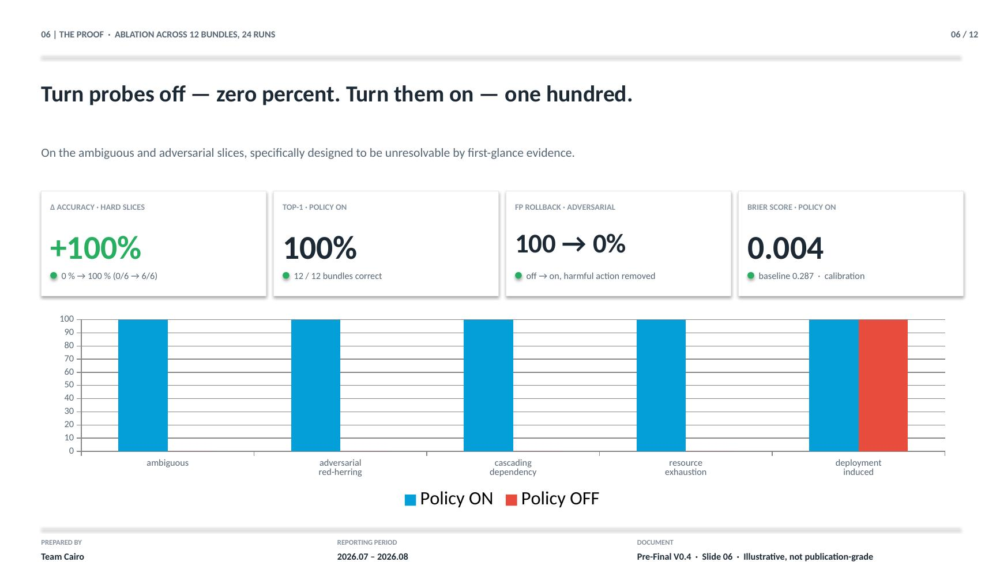 06 | THE PROOF · ABLATION ACROSS 12 BUNDLES, 24 RUNS
06 / 12
Turn probes off — zero percent. Turn them on — one hundred.
On the ambiguous and adversarial slices, specifically designed to be unresolvable by first-glance evidence.
Δ ACCURACY · HARD SLICES
+100%
0 % → 100 % (0/6 → 6/6)
TOP-1 · POLICY ON
100%
12 / 12 bundles correct
FP ROLLBACK · ADVERSARIAL
100 → 0%
off → on, harmful action removed
BRIER SCORE · POLICY ON
0.004
baseline 0.287 · calibration
100
90
80
70
60
50
40
30
20
10
0
ambiguous
adversarial
red-herring
cascading
dependency
resource
exhaustion
deployment
induced
Policy ON
Policy OFF
PREPARED BY
Team Cairo
REPORTING PERIOD
2026.07 – 2026.08
DOCUMENT
Pre-Final V0.4 · Slide 06 · Illustrative, not publication-grade